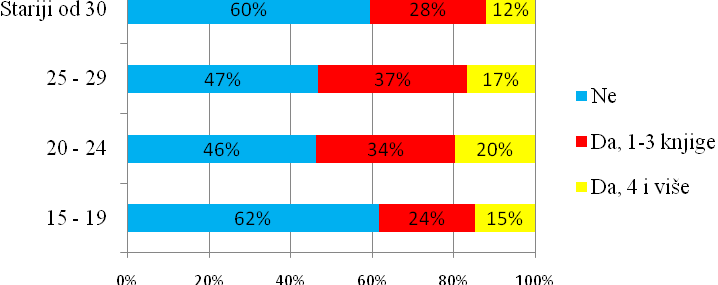 Stariji od 30
60%
28%
12%
25 - 29
47%
37%
17%
20 - 24
46%
34%
20%
15 - 19
62%
24%
15%
0%
20%
40%
60%
80%
100%
Ne
Da, 1-3 knjige
Da, 4 i više